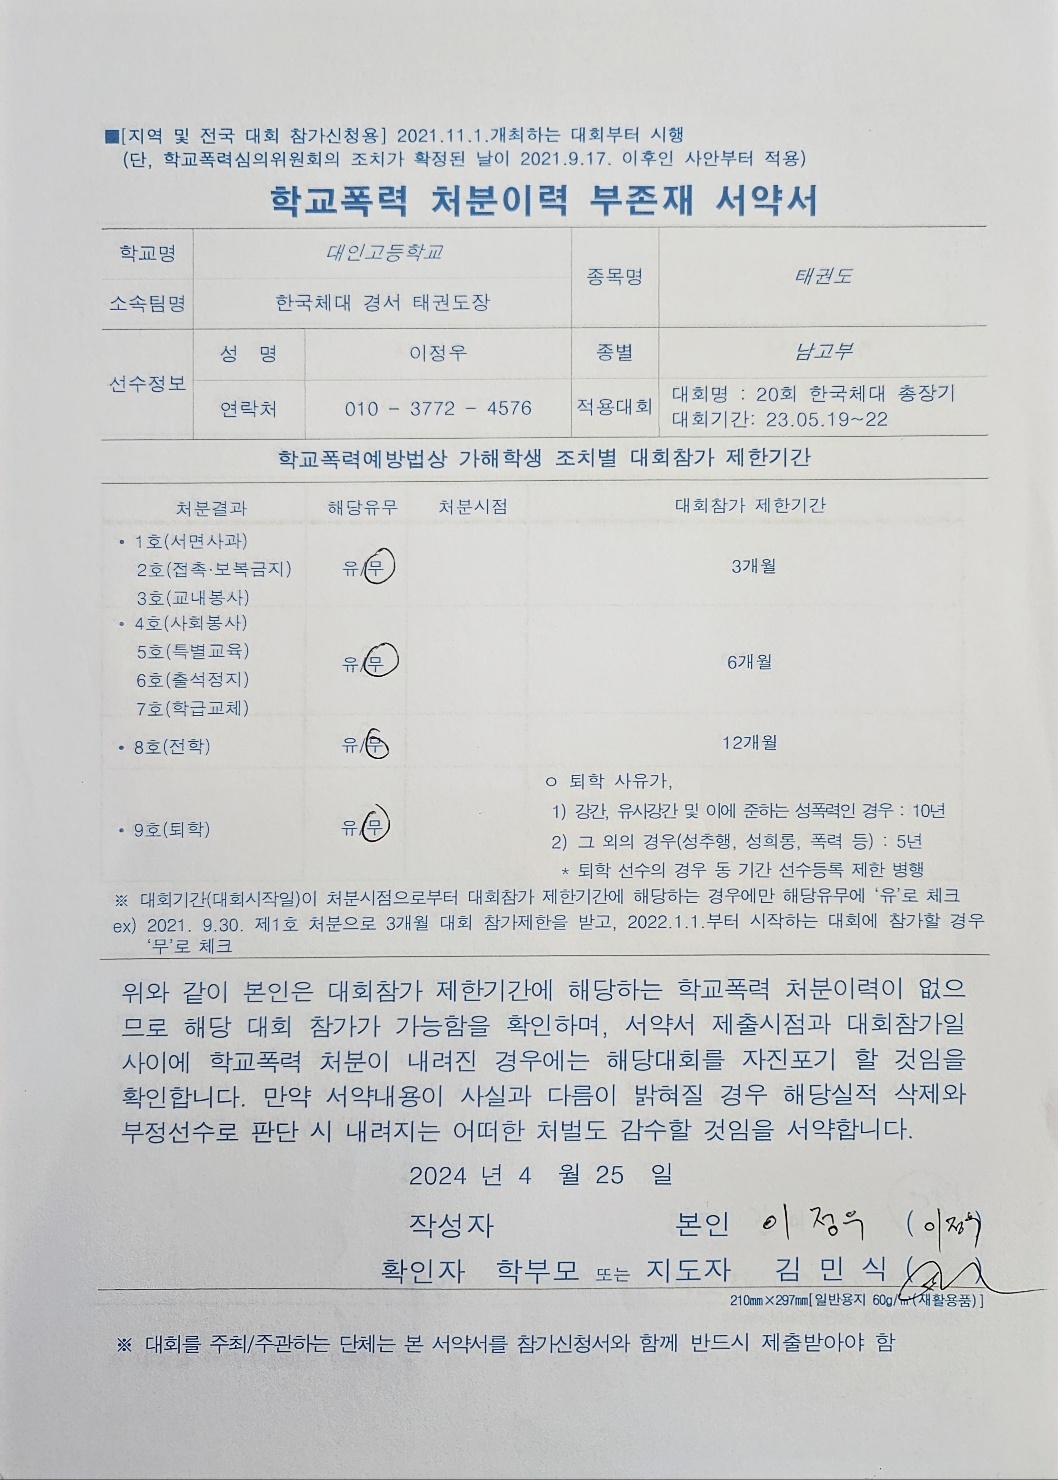 ■[지역 및 전국 대회 참가신청용] 2021.11.1.개최하는 대회부터 시행
(단, 학교폭력심의위원회의 조치가 확정된 날이 2021.9.17. 이후인 사안부터 적용)
학교폭력 처분이력 부존재 서약서
학교명 대인고등학교 종목명 태권도
소속팀명 한국체대 경서 태권도장
선수정보 성 명 이정우 종별 남고부
연락처 010 - 3772 - 4576 적용대회 대회명 : 20회 한국체대 총장기
대회기간: 23.05.19~22
학교폭력예방법상 가해학생 조치별 대회참가 제한기간
처분결과 해당유무 처분시점 대회참가 제한기간
• 1호(서면사과)
2호(접촉·보복금지) 유/무 3개월
3호(교내봉사)
• 4호(사회봉사)
5호(특별교육) 유/무 6개월
6호(출석정지)
7호(학급교체)
• 8호(전학) 유/무 12개월
• 9호(퇴학) 유/무 ㅇ 퇴학 사유가,
1) 강간, 유사강간 및 이에 준하는 성폭력인 경우 : 10년
2) 그 외의 경우(성추행, 성희롱, 폭력 등) : 5년
* 퇴학 선수의 경우 동 기간 선수등록 제한 병행
※ 대회기간(대회시작일)이 처분시점으로부터 대회참가 제한기간에 해당하는 경우에만 해당유무에 '유'로 체크
ex) 2021. 9.30. 제1호 처분으로 3개월 대회 참가제한을 받고, 2022.1.1.부터 시작하는 대회에 참가할 경우
'무'로 체크
위와 같이 본인은 대회참가 제한기간에 해당하는 학교폭력 처분이력이 없으
므로 해당 대회 참가가 가능함을 확인하며, 서약서 제출시점과 대회참가일
사이에 학교폭력 처분이 내려진 경우에는 해당대회를 자진포기 할 것임을
확인합니다. 만약 서약내용이 사실과 다름이 밝혀질 경우 해당실적 삭제와
부정선수로 판단 시 내려지는 어떠한 처벌도 감수할 것임을 서약합니다.
2024 년 4 월 25 일
작성자 본인 이정우 (이정우)
확인자 학부모 또는 지도자 김 민 식 ( )
210mm×297mm[일반용지 60g/㎡(재활용품)]
※ 대회를 주최/주관하는 단체는 본 서약서를 참가신청서와 함께 반드시 제출받아야 함